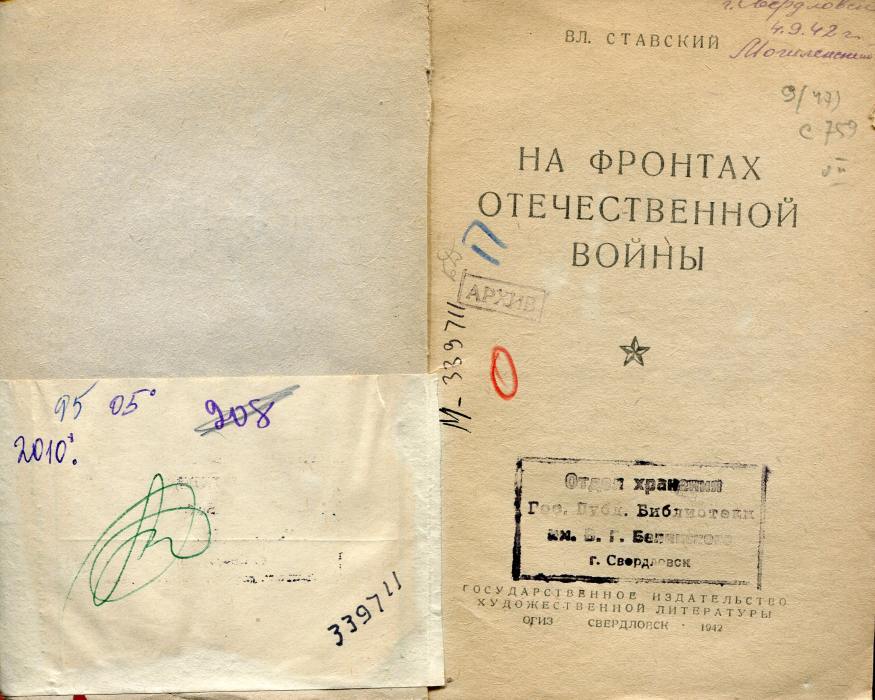 95 05°
208
2010.
339711
г. Свердловск
4.9.42 г.
ВЛ. СТАВСКИЙ
9(47)
С 759
НА ФРОНТАХ
ОТЕЧЕСТВЕННОЙ
ВОЙНЫ
АРХИВ
М- 339711
0
Отдел хранения
Гос. Публ. Библиотеки
им. В. Г. Белинского
г. Свердловск
ГОСУДАРСТВЕННОЕ ИЗДАТЕЛЬСТВО
ХУДОЖЕСТВЕННОЙ ЛИТЕРАТУРЫ
ОГИЗ СВЕРДЛОВСК · 1942